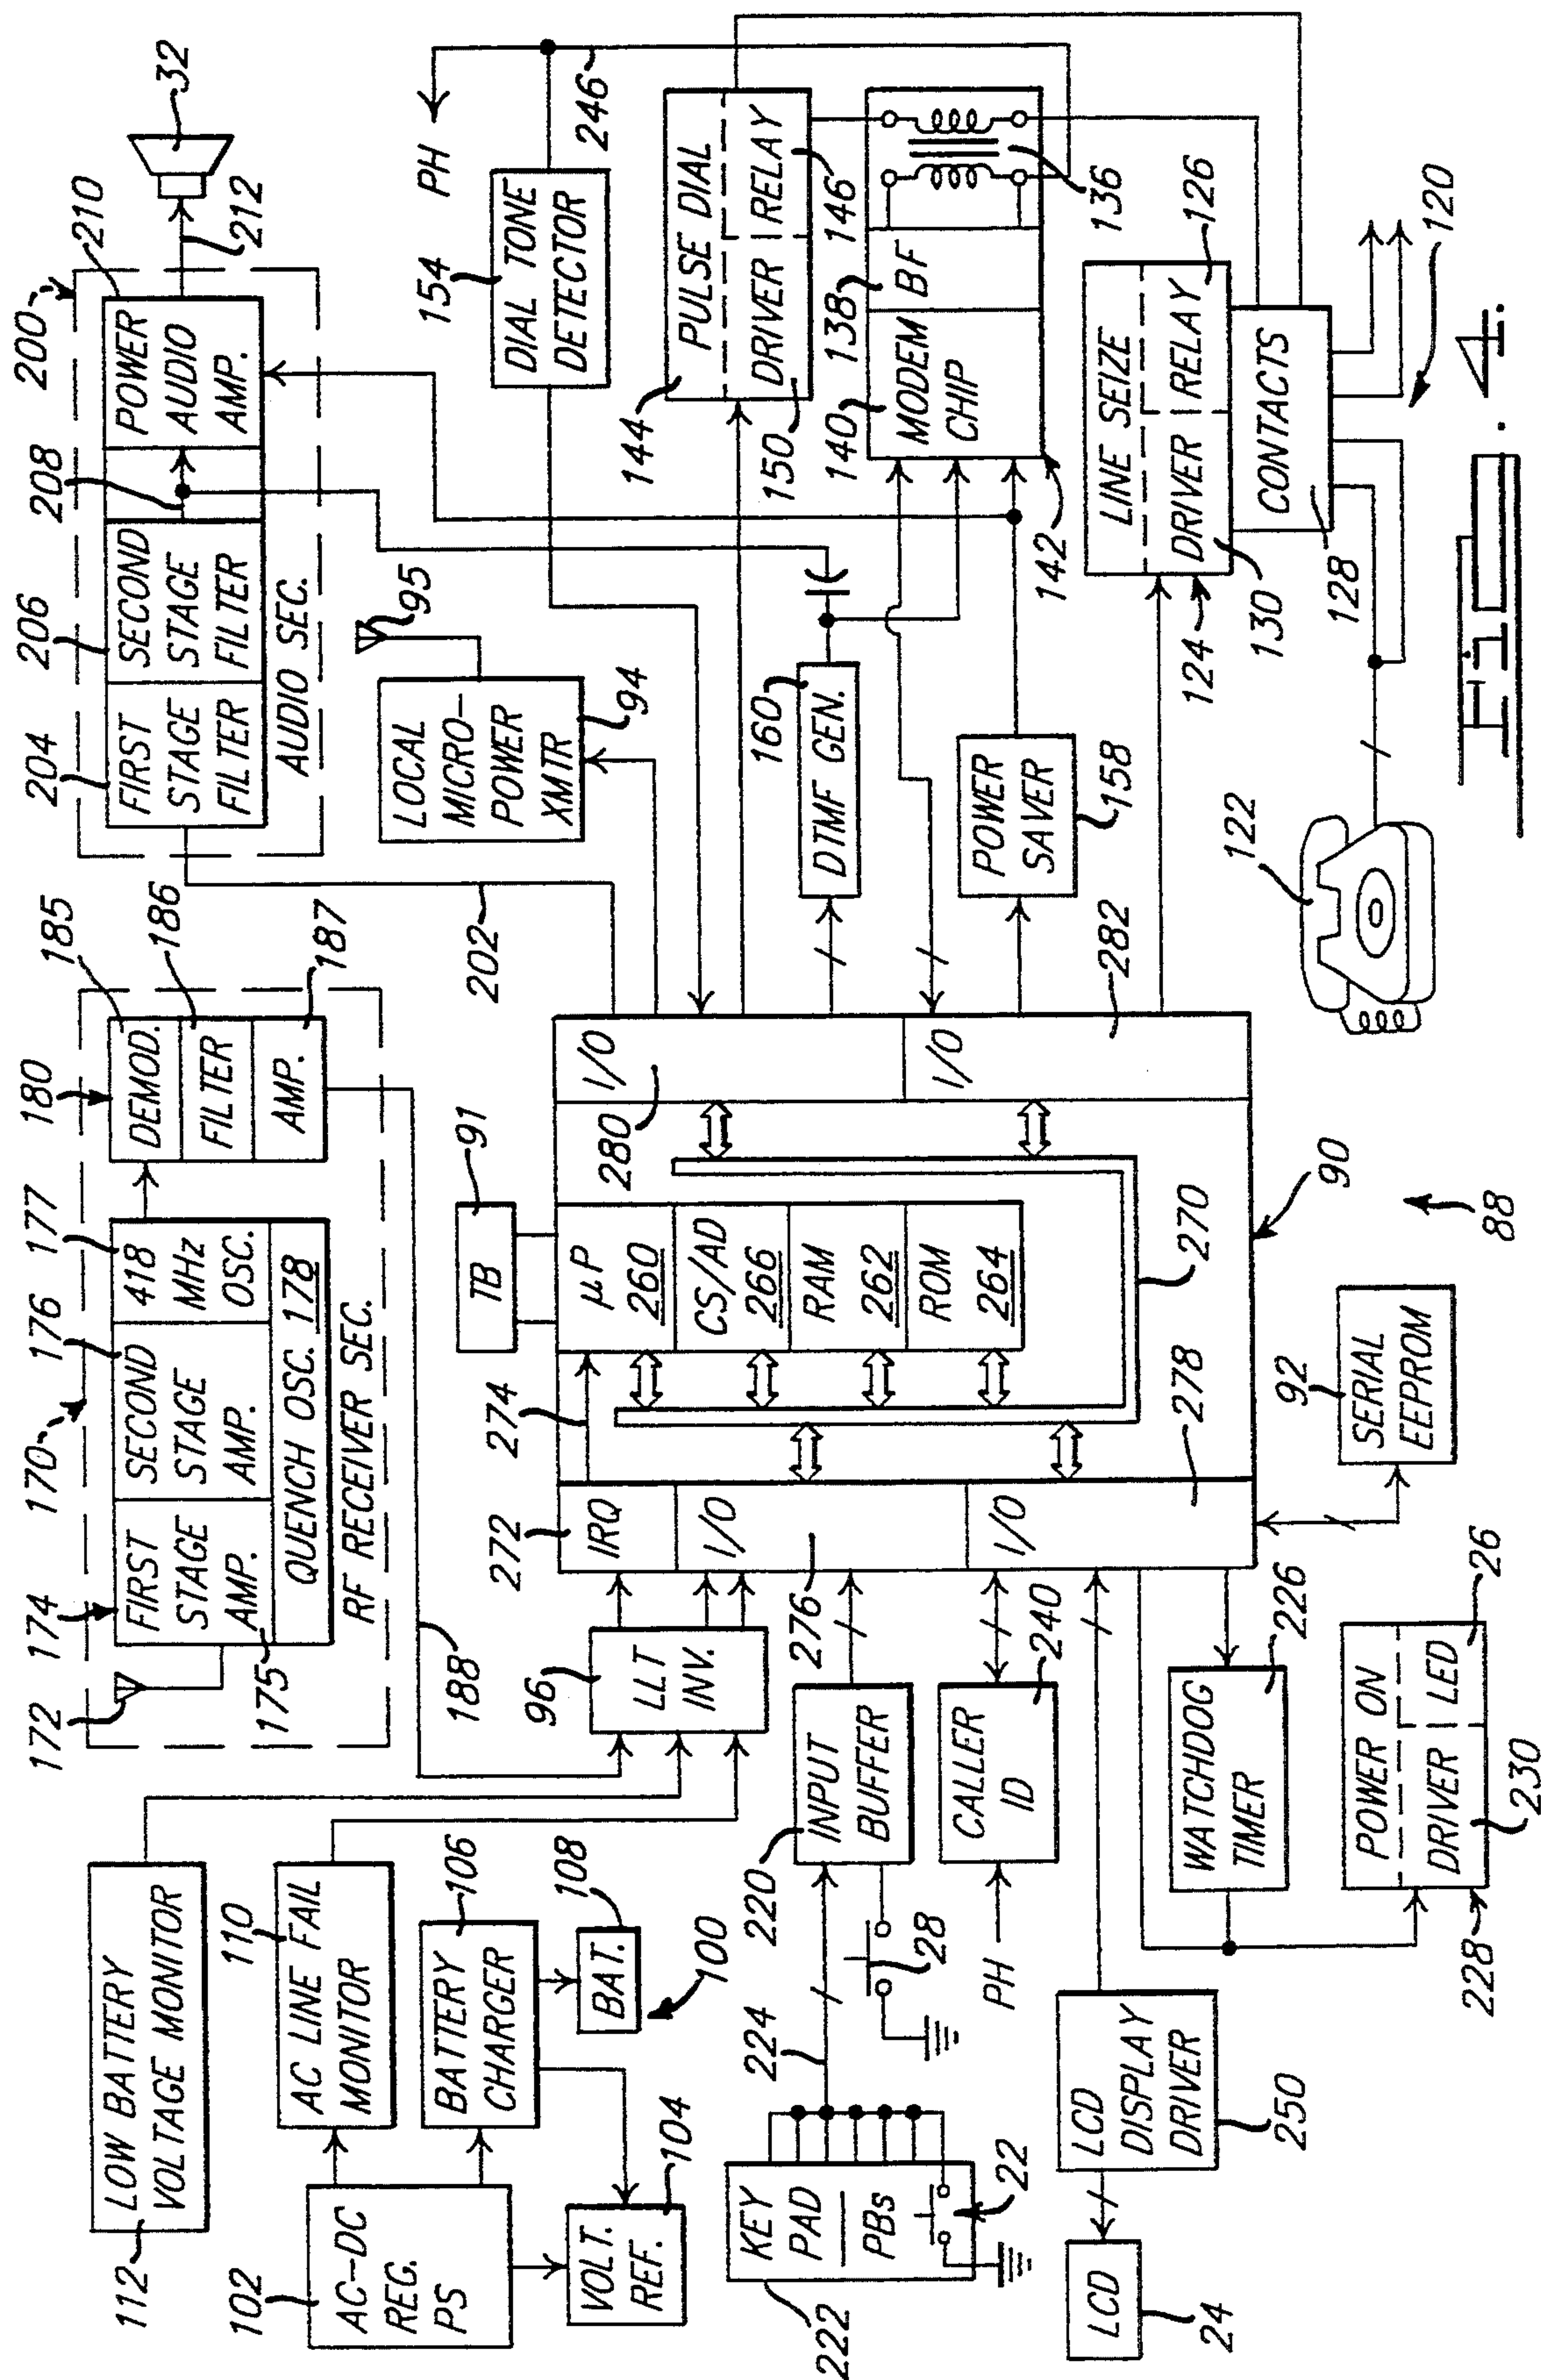 112
LOW BATTERY
VOLTAGE MONITOR
102
AC-DC
REG.
PS
110
AC LINE FAIL
MONITOR
106
BATTERY
CHARGER
108
BAT.
100
104
VOLT.
REF.
170
172
174
FIRST
STAGE
AMP.
175
176
SECOND
STAGE
AMP.
177
418
MHz
OSC.
QUENCH OSC. 178
RF RECEIVER SEC.
180
185
DEMOD.
186
FILTER
187
AMP.
188
200
204
FIRST
STAGE
FILTER
206
SECOND
STAGE
FILTER
208
210
POWER
AUDIO
AMP.
AUDIO SEC.
212
32
202
LOCAL
MICRO-
POWER
XMTR
94
95
PH
154
DIAL TONE
DETECTOR
246
96
LLT
INV.
91
TB
272
IRQ
274
I/O
276
I/O
278
μP
260
CS/AD
266
RAM
262
ROM
264
270
280
I/O
I/O
282
90
88
144
PULSE DIAL
DRIVER
RELAY
146
150
160
DTMF GEN.
140
MODEM
CHIP
138
BF
136
142
POWER
SAVER
158
LINE SEIZE
DRIVER
RELAY
126
124
130
CONTACTS
128
120
122
222
KEY
PAD
PBs
22
224
220
INPUT
BUFFER
28
PH
CALLER
ID
240
24
LCD
LCD
DISPLAY
DRIVER
250
WATCHDOG
TIMER
226
228
POWER ON
DRIVER
LED
26
230
92
SERIAL
EEPROM
Fig. 4.